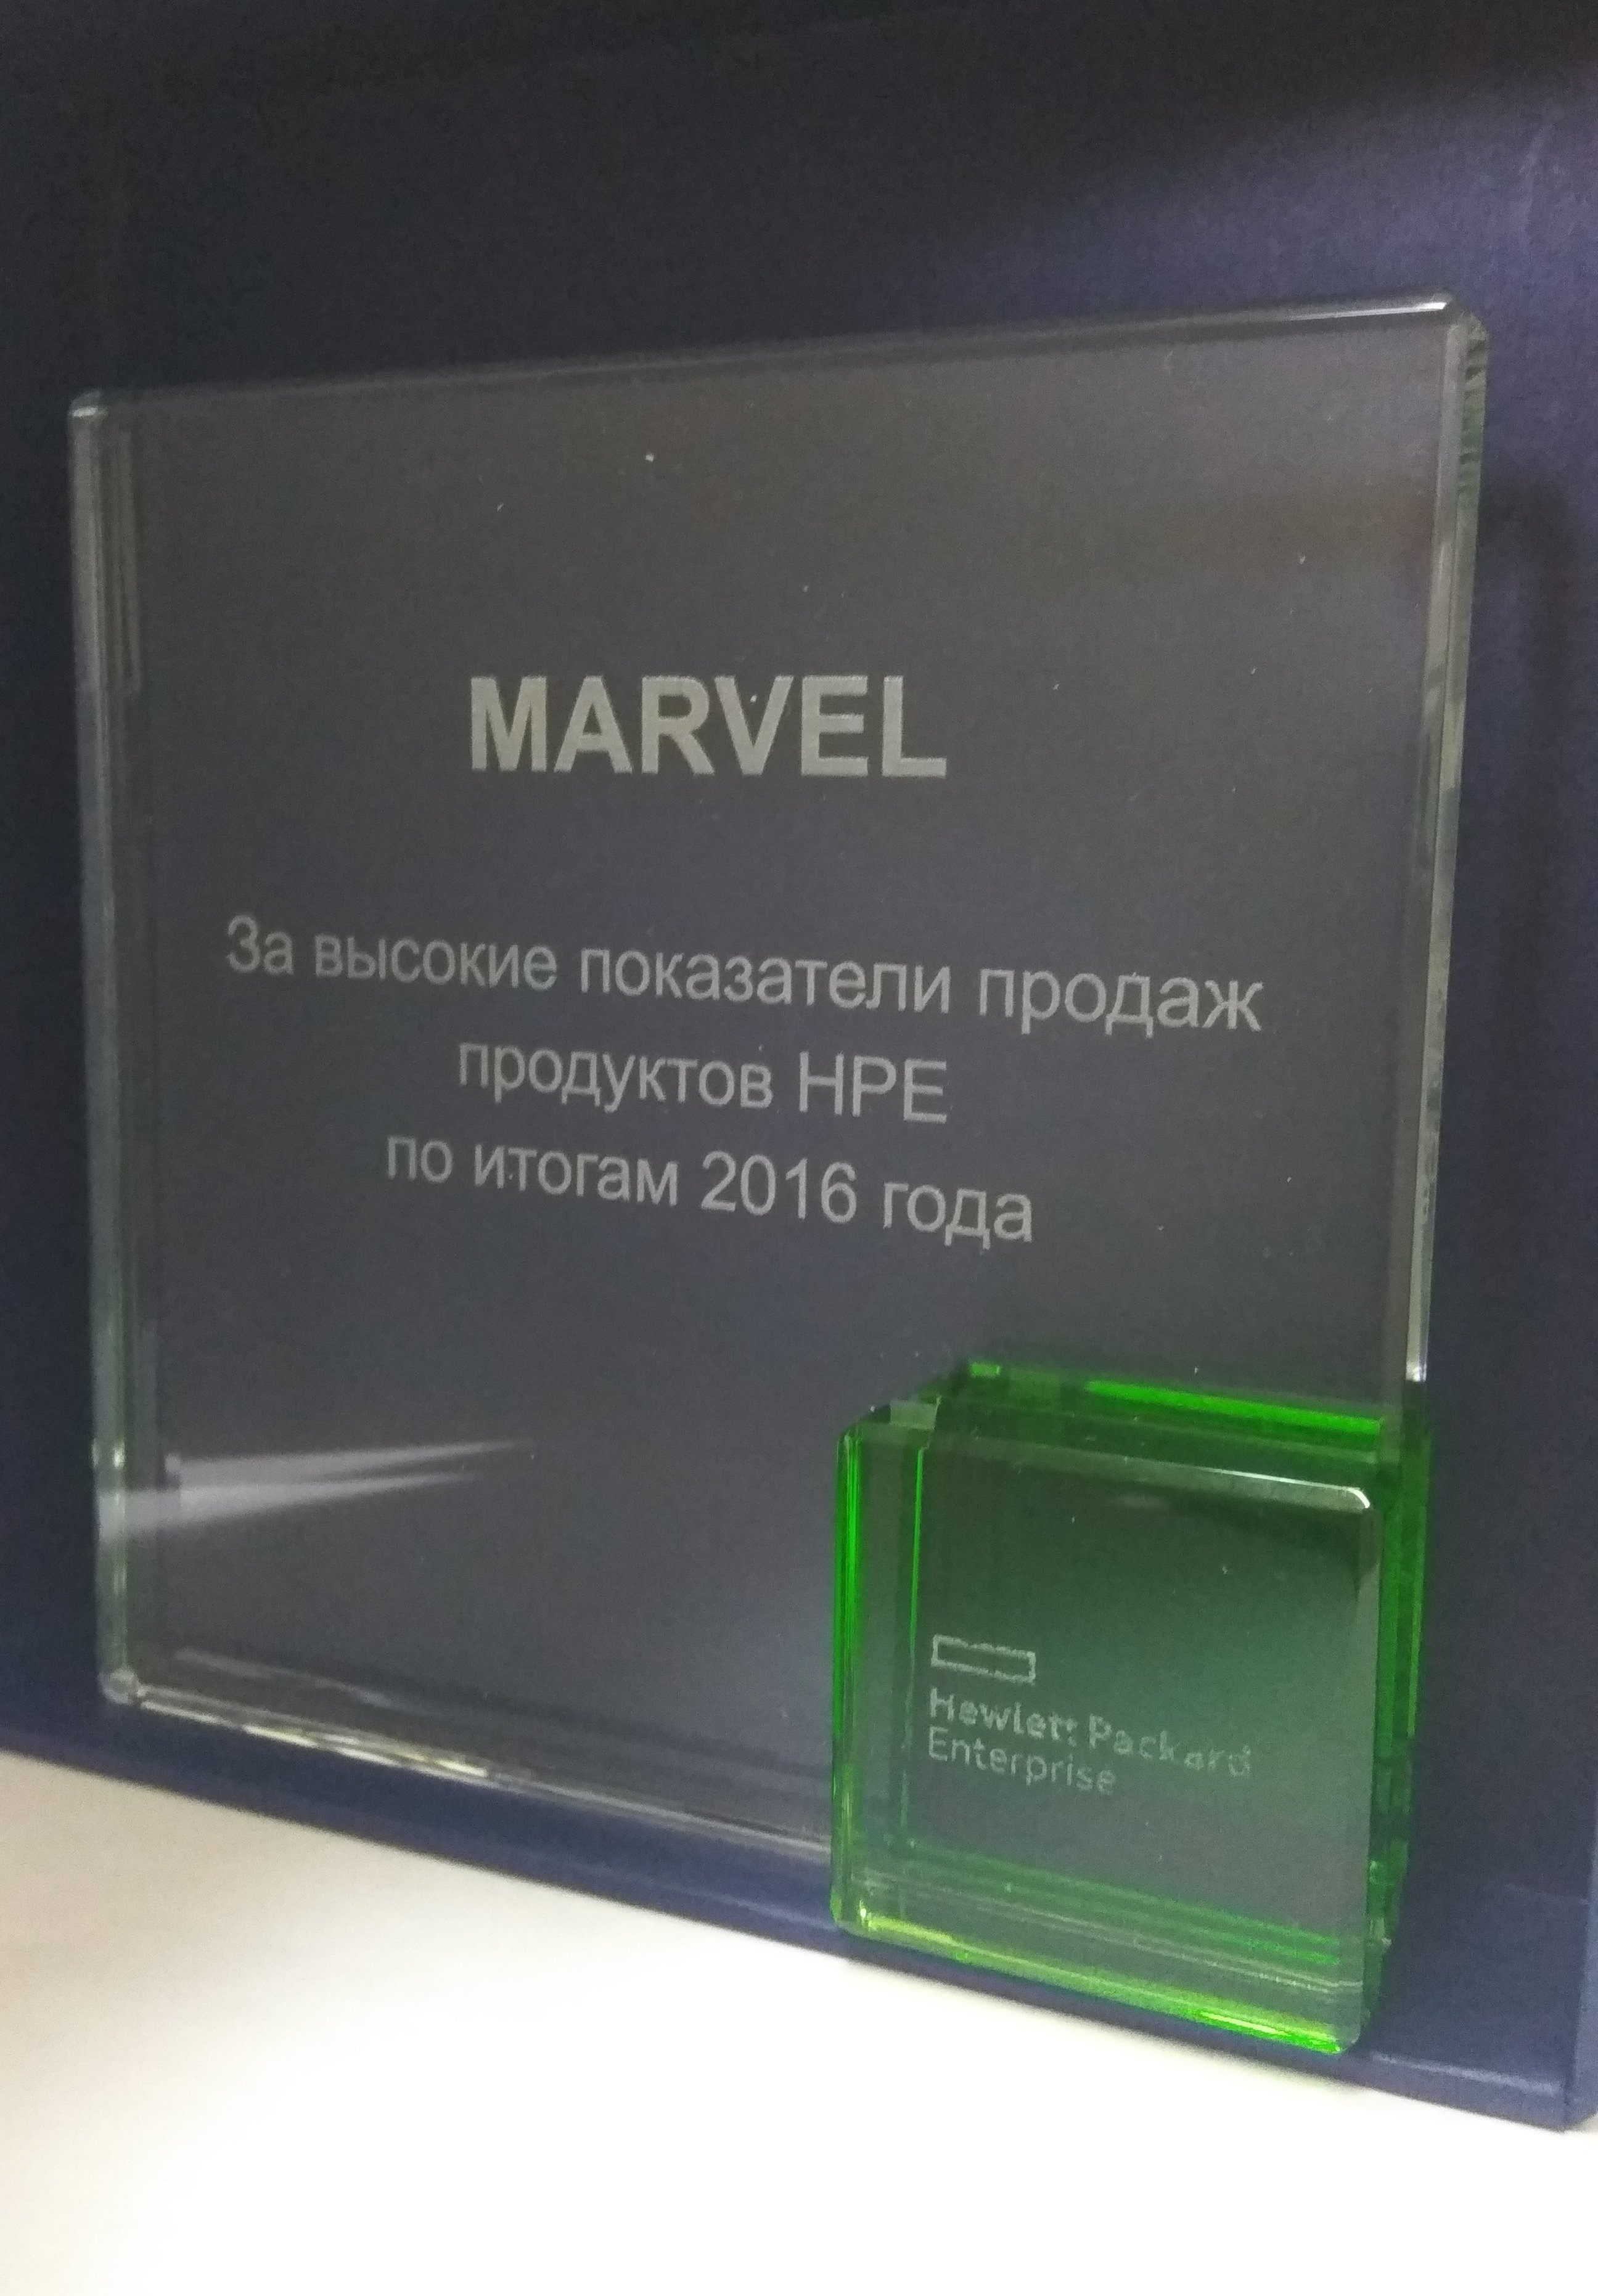 MARVEL
За высокие показатели продаж
продуктов HPE
по итогам 2016 года
Hewlett Packard
Enterprise